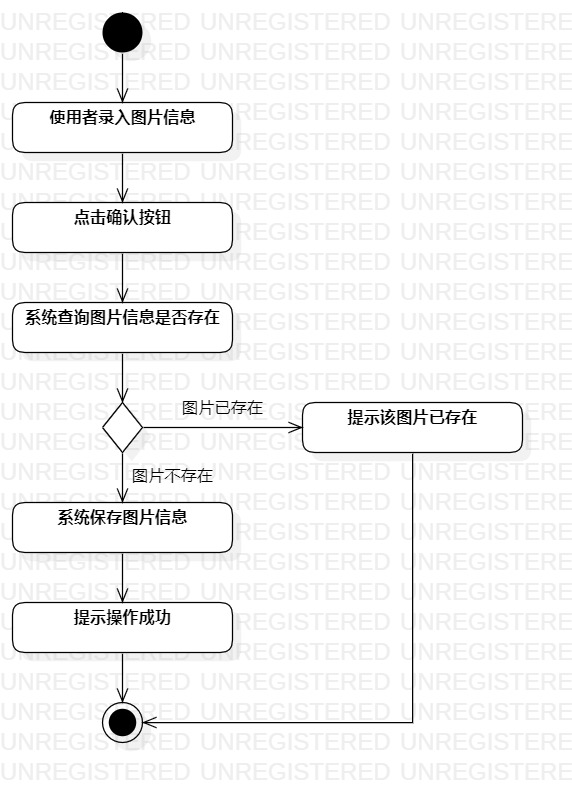 使用者录入图片信息
点击确认按钮
系统查询图片信息是否存在
图片已存在
提示该图片已存在
图片不存在
系统保存图片信息
提示操作成功
UNREGISTERED